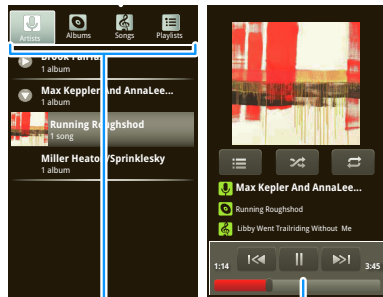 Artists
Albums
Songs
Playlists
1 album
Max Keppler And AnnaLee...
1 album
Running Roughshod
1 song
Miller Heaton/Sprinklesky
1 album
Max Kepler And AnnaLee...
Running Roughshod
Libby Went Trailriding Without Me
1:14
3:45